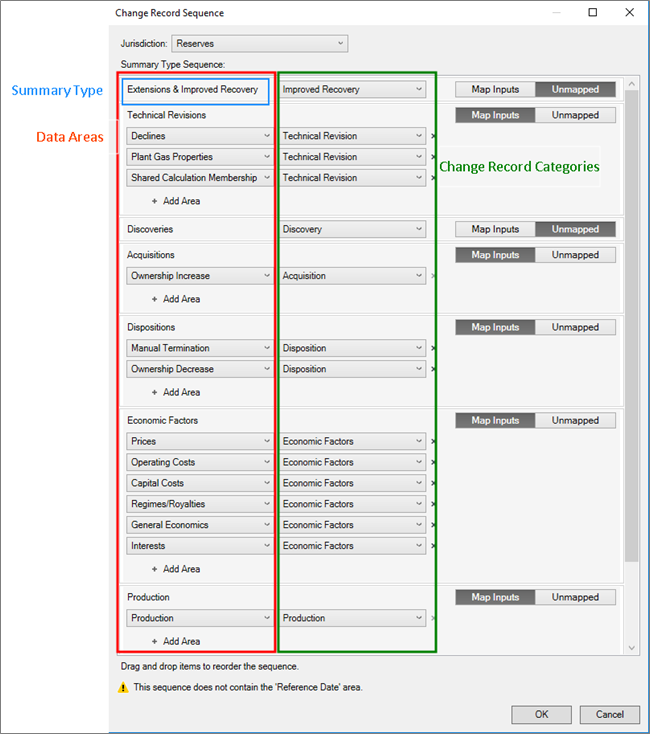 Change Record Sequence
Jurisdiction: Reserves
Summary Type Sequence:
Summary Type
Extensions & Improved Recovery Improved Recovery Map Inputs Unmapped
Technical Revisions Map Inputs Unmapped
Data Areas
Declines Technical Revision
Plant Gas Properties Technical Revision
Change Record Categories
Shared Calculation Membership Technical Revision
+ Add Area
Discoveries Discovery Map Inputs Unmapped
Acquisitions Map Inputs Unmapped
Ownership Increase Acquisition
+ Add Area
Dispositions Map Inputs Unmapped
Manual Termination Disposition
Ownership Decrease Disposition
+ Add Area
Economic Factors Map Inputs Unmapped
Prices Economic Factors
Operating Costs Economic Factors
Capital Costs Economic Factors
Regimes/Royalties Economic Factors
General Economics Economic Factors
Interests Economic Factors
+ Add Area
Production Map Inputs Unmapped
Production Production
+ Add Area
Drag and drop items to reorder the sequence.
This sequence does not contain the 'Reference Date' area.
OK Cancel